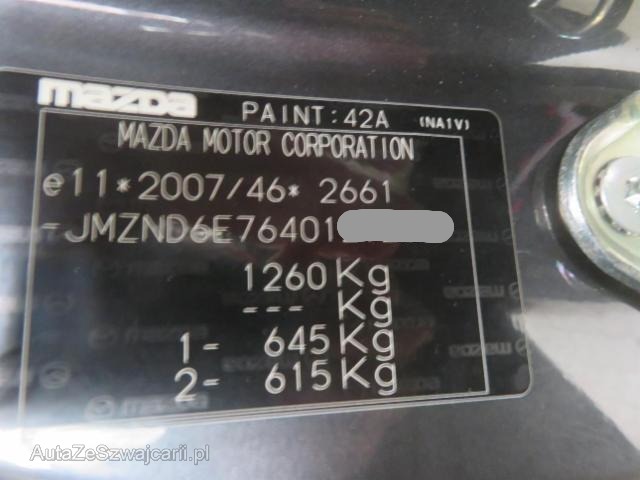 mazda PAINT:42A (NA1V)
MAZDA MOTOR CORPORATION
e11*2007/46*2661
-JMZND6E76401
1260Kg
---Kg
1- 645Kg
2- 615Kg
AutaZeSzwajcarii.pl